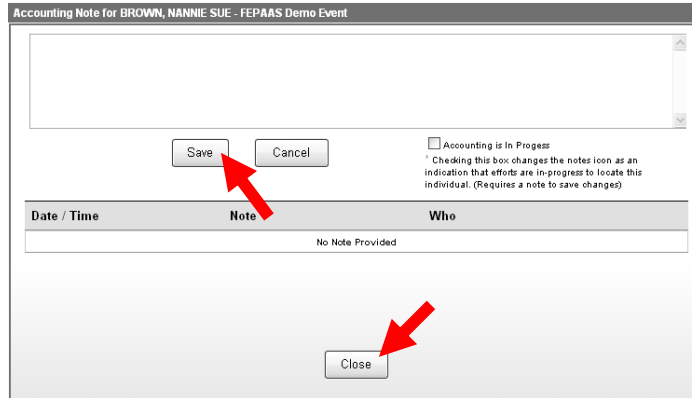 Accounting Note for BROWN, NANNIE SUE - FEPAAS Demo Event
Save
Cancel
Accounting is In Progess
* Checking this box changes the notes icon as an
indication that efforts are in-progress to locate this
individual. (Requires a note to save changes)
Date / Time Note Who
No Note Provided
Close